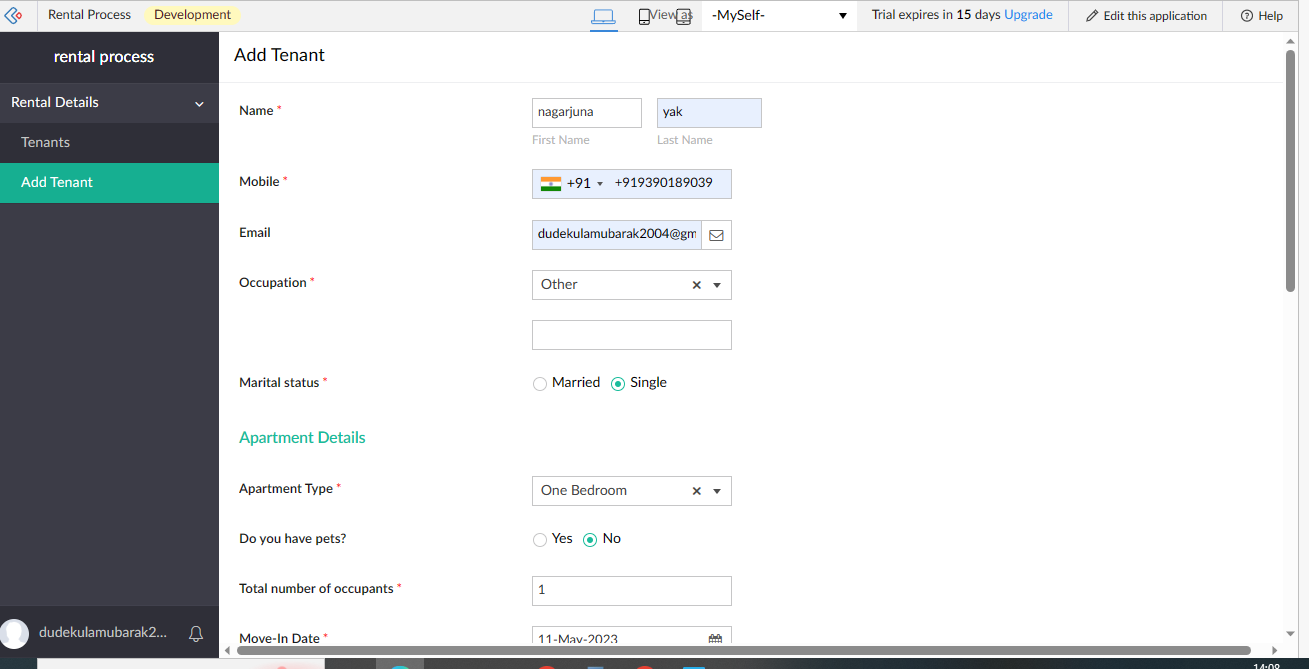 Rental Process Development View as -MySelf- Trial expires in 15 days Upgrade Edit this application Help
rental process
Rental Details
Tenants
Add Tenant
Add Tenant
Name * nagarjuna yak
First Name Last Name
Mobile * +91 +919390189039
Email dudekulamubarak2004@gm
Occupation * Other
Marital status * Married Single
Apartment Details
Apartment Type * One Bedroom
Do you have pets? Yes No
Total number of occupants * 1
Move-In Date * 11-May-2023
dudekulamubarak2...
14:08